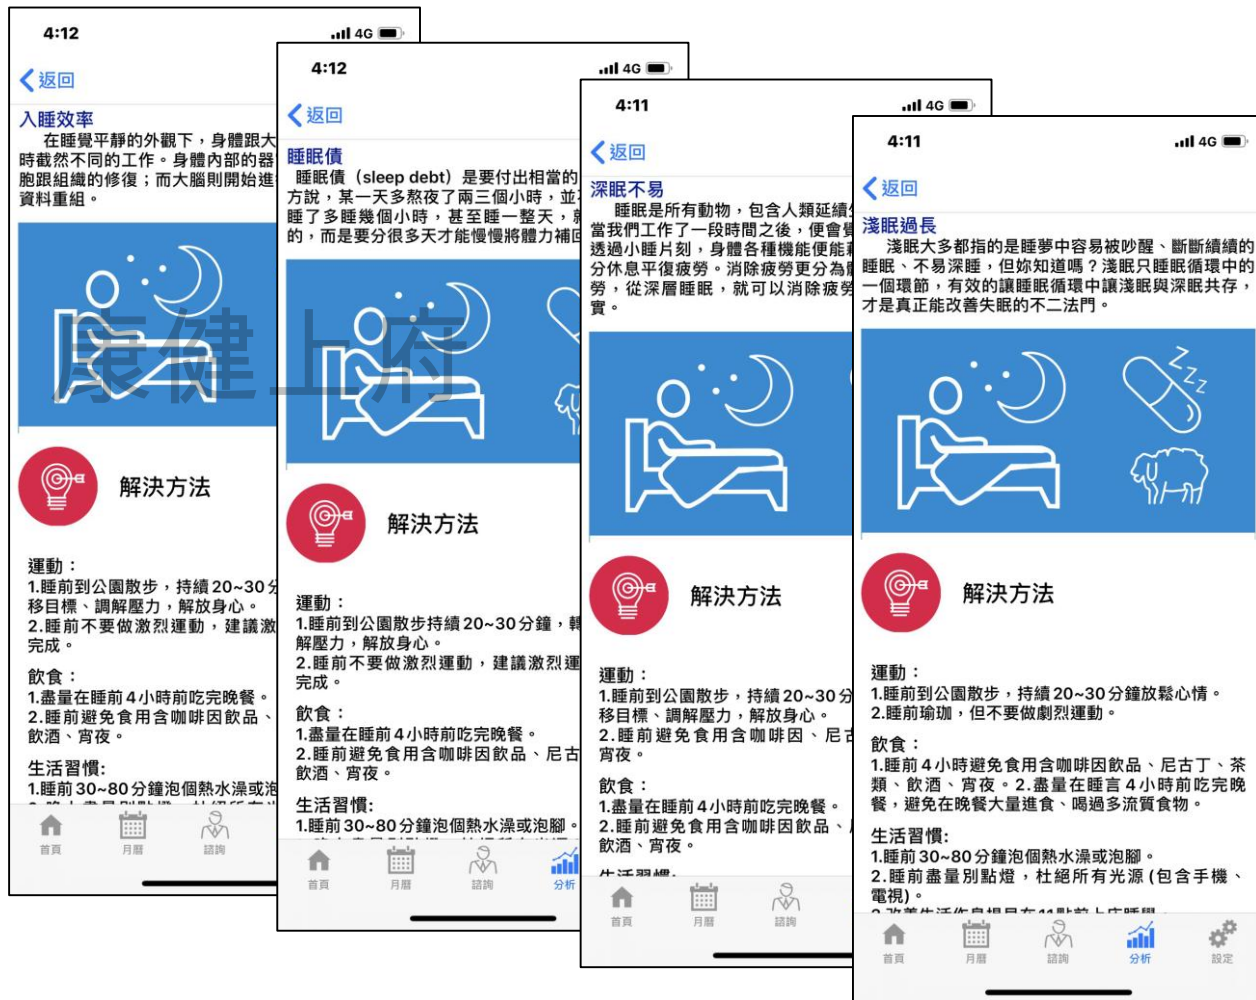 4:12
4G
返回
入睡效率
在睡覺平靜的外觀下，身體跟大
時截然不同的工作。身體內部的器
胞跟組織的修復；而大腦則開始進
資料重組。
解決方法
運動：
1.睡前到公園散步，持續20~30分
移目標、調解壓力，解放身心。
2.睡前不要做激烈運動，建議激
完成。
飲食：
1.盡量在睡前4小時前吃完晚餐。
2.睡前避免食用含咖啡因飲品、
飲酒、宵夜。
生活習慣:
1.睡前30~80分鐘泡個熱水澡或泡
首頁
月曆
諮詢
4:12
4G
返回
睡眠債
睡眠債（sleep debt）是要付出相當的
方說，某一天多熬夜了兩三個小時，並
睡了多睡幾個小時，甚至睡一整天，
的，而是要分很多天才能慢慢將體力補回
解決方法
運動：
1.睡前到公園散步持續20~30分鐘，轉
解壓力，解放身心。
2.睡前不要做激烈運動，建議激烈運
完成。
飲食：
1.盡量在睡前4小時前吃完晚餐。
2.睡前避免食用含咖啡因飲品、尼古
飲酒、宵夜。
生活習慣:
1.睡前30~80分鐘泡個熱水澡或泡腳。
首頁
月曆
諮詢
分析
4:11
4G
返回
深眠不易
睡眠是所有動物，包含人類延續
當我們工作了一段時間之後，便會
透過小睡片刻，身體各種機能便能
分休息平復疲勞。消除疲勞更分為
勞，從深層睡眠，就可以消除疲勞
實。
解決方法
運動：
1.睡前到公園散步，持續20~30分
移目標、調解壓力，解放身心。
2.睡前避免食用含咖啡因、尼古
宵夜。
飲食：
1.盡量在睡前4小時前吃完晚餐。
2.睡前避免食用含咖啡因飲品、
飲酒、宵夜。
生活習慣:
首頁
月曆
諮詢
4:11
4G
返回
淺眠過長
淺眠大多都指的是睡夢中容易被吵醒、斷斷續續的
睡眠、不易深睡，但妳知道嗎？淺眠只睡眠循環中的
一個環節，有效的讓睡眠循環中讓淺眠與深眠共存，
才是真正能改善失眠的不二法門。
解決方法
運動：
1.睡前到公園散步，持續20~30分鐘放鬆心情。
2.睡前瑜珈，但不要做劇烈運動。
飲食：
1.睡前4小時避免食用含咖啡因飲品、尼古丁、茶
類、飲酒、宵夜。2.盡量在睡言4小時前吃完晚
餐，避免在晚餐大量進食、喝過多流質食物。
生活習慣:
1.睡前30~80分鐘泡個熱水澡或泡腳。
2.睡前盡量別點燈，杜絕所有光源(包含手機、
電視)。
首頁
月曆
諮詢
分析
設定
康健上府